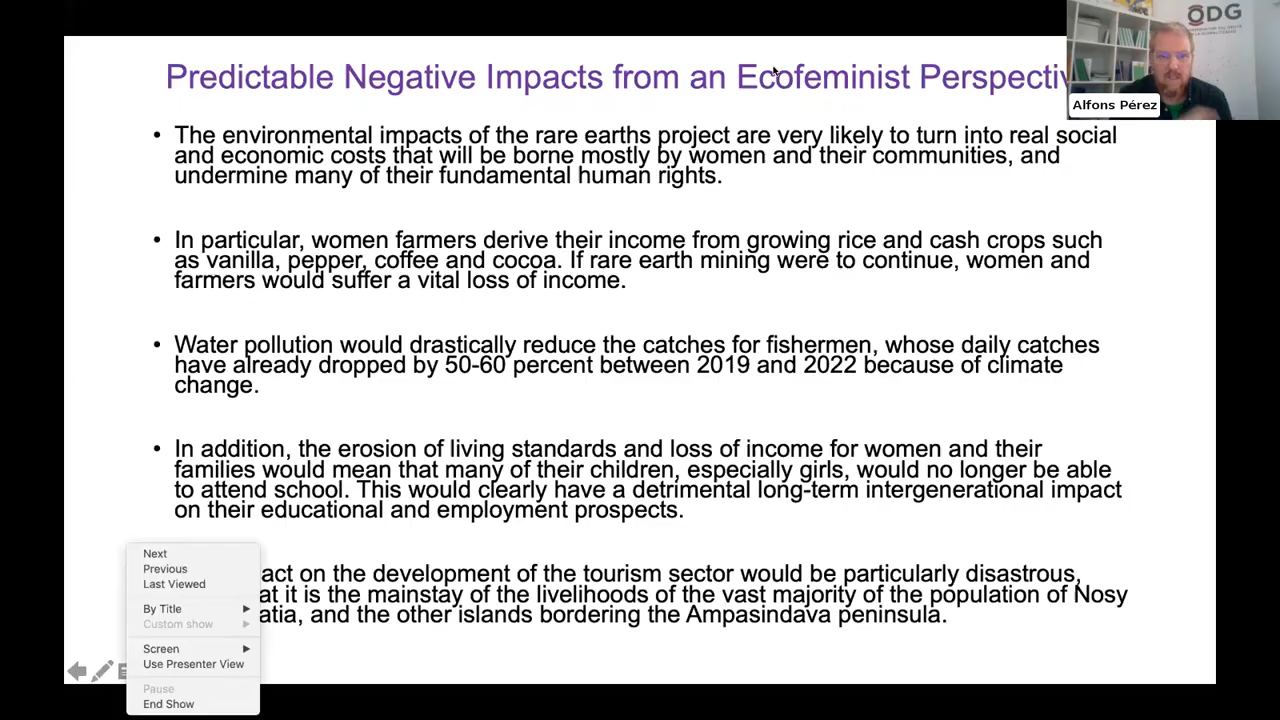 Predictable Negative Impacts from an Ecofeminist Perspectiv
ODG
Alfons Pérez
• The environmental impacts of the rare earths project are very likely to turn into real social
and economic costs that will be borne mostly by women and their communities, and
undermine many of their fundamental human rights.
• In particular, women farmers derive their income from growing rice and cash crops such
as vanilla, pepper, coffee and cocoa. If rare earth mining were to continue, women and
farmers would suffer a vital loss of income.
• Water pollution would drastically reduce the catches for fishermen, whose daily catches
have already dropped by 50-60 percent between 2019 and 2022 because of climate
change.
• In addition, the erosion of living standards and loss of income for women and their
families would mean that many of their children, especially girls, would no longer be able
to attend school. This would clearly have a detrimental long-term intergenerational impact
on their educational and employment prospects.
act on the development of the tourism sector would be particularly disastrous,
at it is the mainstay of the livelihoods of the vast majority of the population of Nosy
atia, and the other islands bordering the Ampasindava peninsula.
Next
Previous
Last Viewed
By Title
Custom show
Screen
Use Presenter View
Pause
End Show